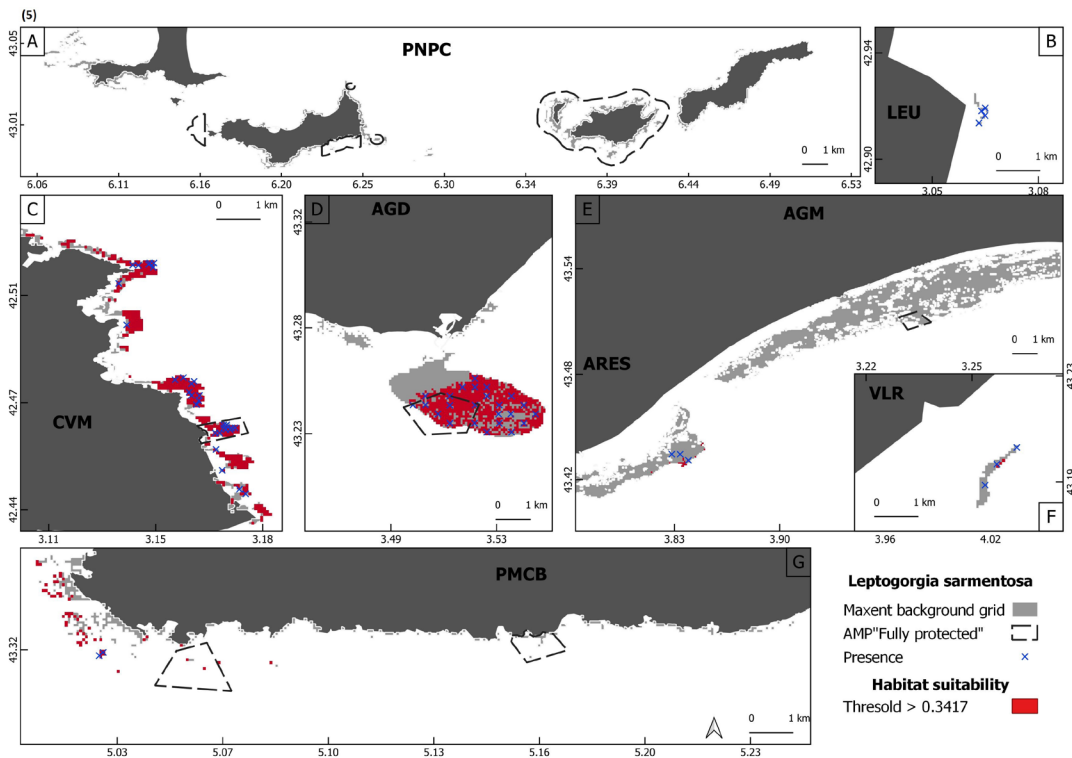 (5)
A
PNPC
B
43.05
43.01
0 1 km
6.06 6.11 6.16 6.20 6.25 6.30 6.34 6.39 6.44 6.49 6.53
42.94
LEU
42.90
0 1 km
3.05 3.08
C
0 1 km
42.51
42.47
CVM
42.44
3.11 3.15 3.18
D
AGD
43.32
43.28
43.23
0 1 km
3.49 3.53
E
AGM
43.54
ARES
43.48
43.42
0 1 km
3.83 3.90 3.96 4.02
3.22 3.25
VLR
43.23
43.19
0 1 km
F
PMCB
G
43.32
0 1 km
5.03 5.07 5.10 5.13 5.16 5.20 5.23
Leptogorgia sarmentosa
Maxent background grid
AMP"Fully protected"
Presence
Habitat suitability
Thresold > 0.3417